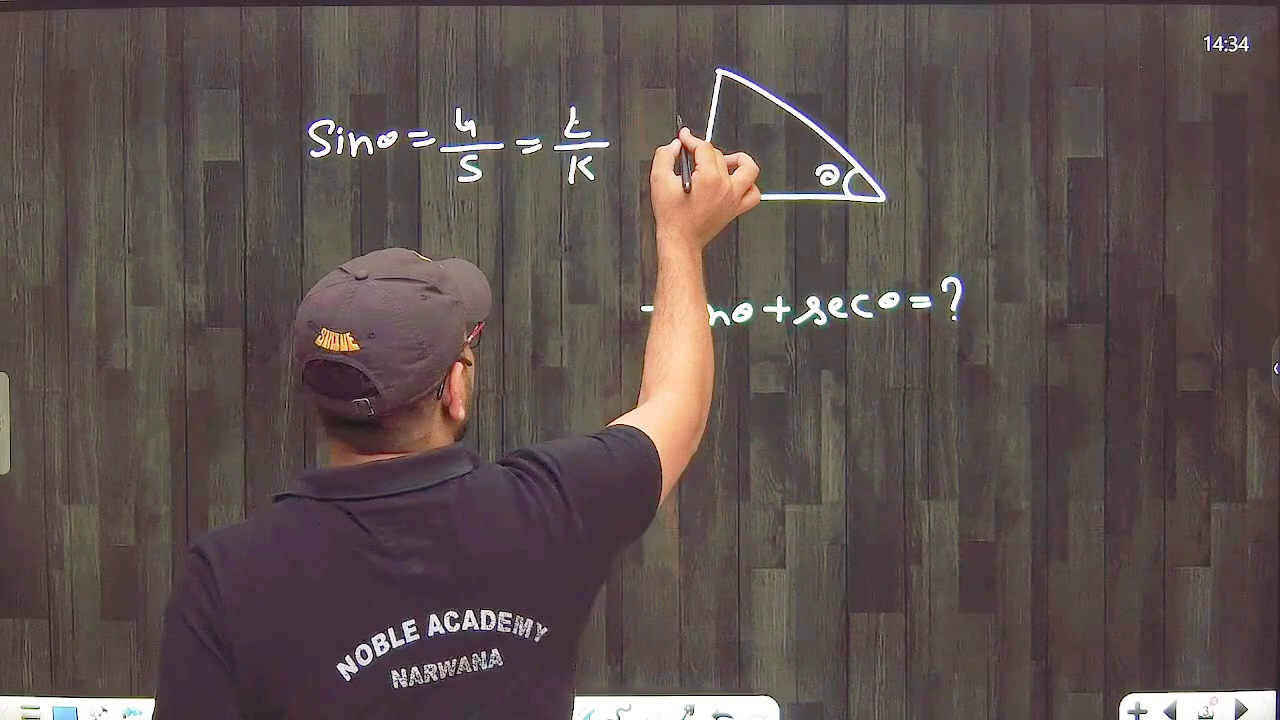 14:34
Sinθ = 4/5 = L/K
θ
nθ + secθ = ?
NOBLE ACADEMY
NARWANA